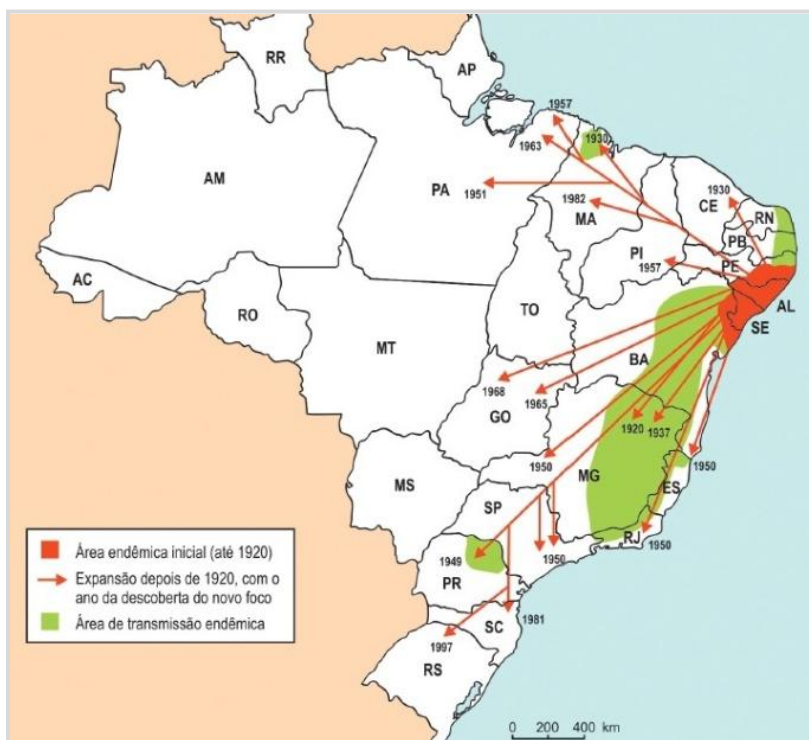 RR
AP
1957
1963
1930
AM
PA
1951
1982
MA
CE
1930
RN
PB
PI
PE
1957
AC
AL
TO
SE
RO
BA
MT
1968
1965
GO
1920
1937
1950
1950
MG
MS
ES
SP
RJ
1950
1950
1949
PR
1981
SC
1997
RS
Área endêmica inicial (até 1920)
Expansão depois de 1920, com o
ano da descoberta do novo foco
Área de transmissão endêmica
0 200 400 km